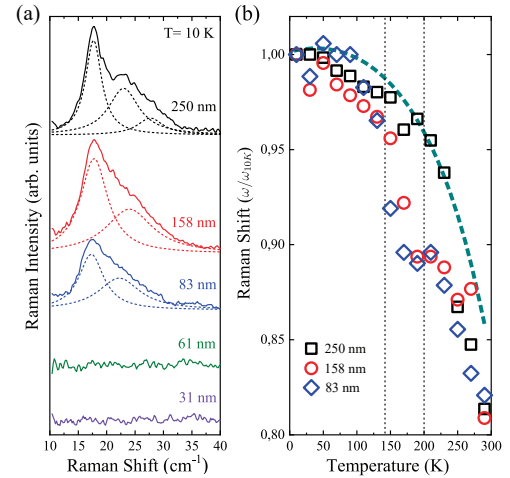 (a)
T= 10 K
250 nm
158 nm
83 nm
61 nm
31 nm
10 15 20 25 30 35 40
Raman Shift (cm⁻¹)
Raman Intensity (arb. units)
(b)
1,00
0,95
0,90
0,85
0,80
Raman Shift (ω/ω10K)
250 nm
158 nm
83 nm
0 50 100 150 200 250 300
Temperature (K)